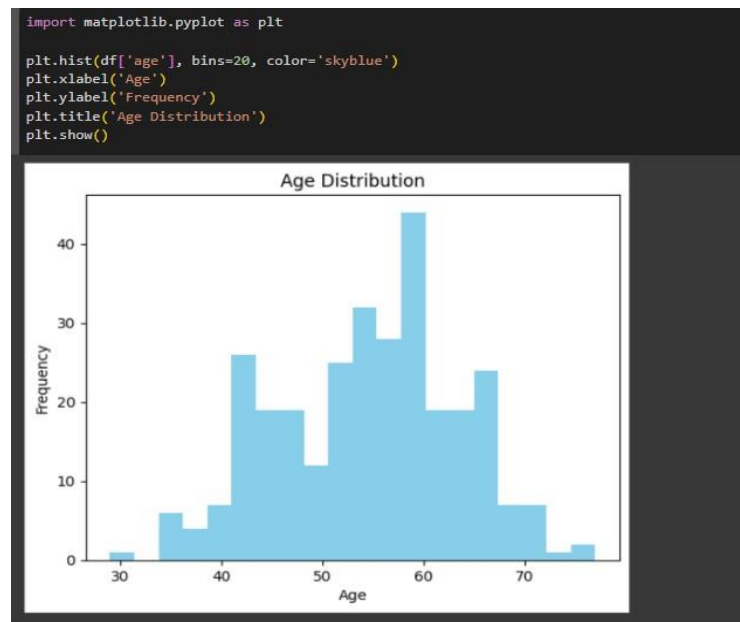 import matplotlib.pyplot as plt
plt.hist(df['age'], bins=20, color='skyblue')
plt.xlabel('Age')
plt.ylabel('Frequency')
plt.title('Age Distribution')
plt.show()
Age Distribution
Frequency
40
30
20
10
0
30 40 50 60 70
Age